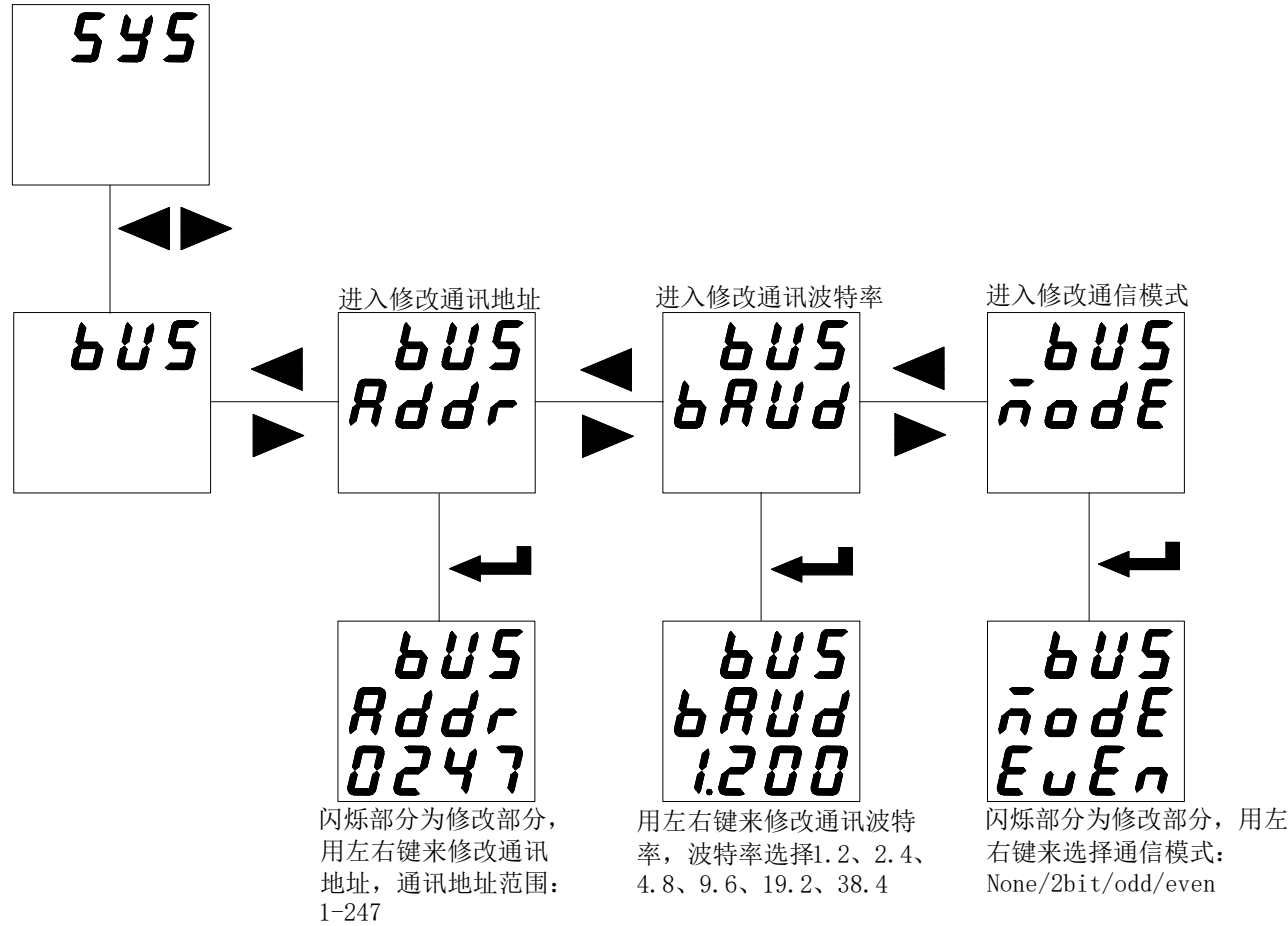 SYS
进入修改通讯地址
进入修改通讯波特率
进入修改通信模式
bUS
bUS
Addr
bUS
bAUd
bUS
n̄odE
bUS
Addr
0247
bUS
bAUd
1.200
bUS
n̄odE
EvEn
闪烁部分为修改部分，
用左右键来修改通讯
地址，通讯地址范围：
1-247
用左右键来修改通讯波特
率，波特率选择1.2、2.4、
4.8、9.6、19.2、38.4
闪烁部分为修改部分，用左
右键来选择通信模式：
None/2bit/odd/even